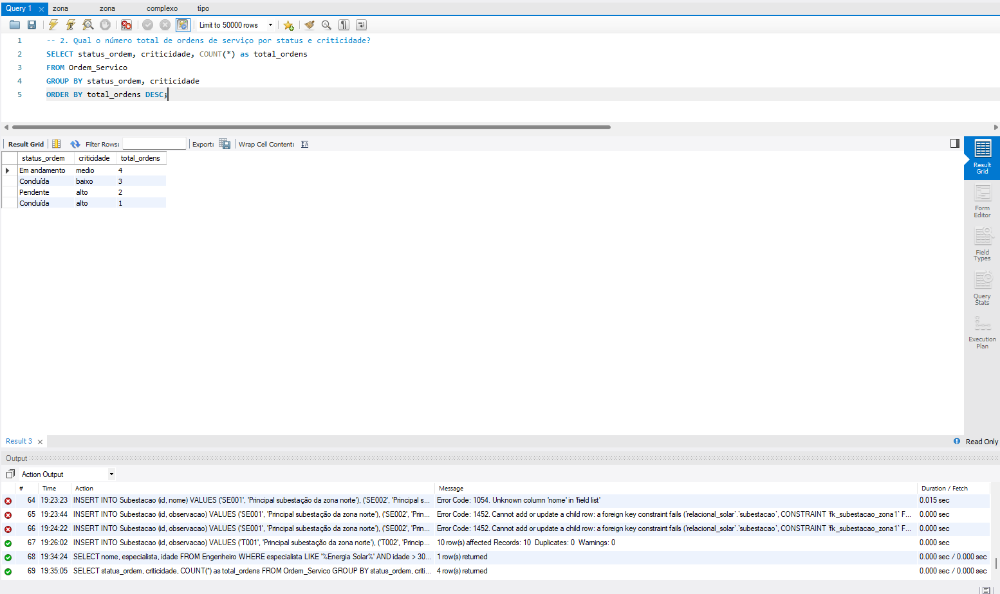 Query 1 zona zona complexo tipo
Limit to 50000 rows
1 -- 2. Qual o número total de ordens de serviço por status e criticidade?
2 SELECT status_ordem, criticidade, COUNT(*) as total_ordens
3 FROM Ordem_Servico
4 GROUP BY status_ordem, criticidade
5 ORDER BY total_ordens DESC;
Result Grid Filter Rows: Export: Wrap Cell Content:
status_ordem criticidade total_ordens
Em andamento medio 4
Concluída baixo 3
Pendente alto 2
Concluída alto 1
Result
Grid
Form
Editor
Field
Types
Query
Stats
Execution
Plan
Result 3 Read Only
Output
Action Output
# Time Action Message Duration / Fetch
64 19:23:23 INSERT INTO Subestacao (id, nome) VALUES ('SE001', 'Principal subestação da zona norte'), ('SE002', 'Principal s... Error Code: 1054. Unknown column 'nome' in 'field list' 0.015 sec
65 19:23:44 INSERT INTO Subestacao (id, observacao) VALUES ('SE001', 'Principal subestação da zona norte'), ('SE002', 'Prin... Error Code: 1452. Cannot add or update a child row: a foreign key constraint fails (`relacional_solar`.`subestacao`, CONSTRAINT `fk_subestacao_zona1` F... 0.000 sec
66 19:24:22 INSERT INTO Subestacao (id, observacao) VALUES ('SE001', 'Principal subestação da zona norte'), ('SE002', 'Prin... Error Code: 1452. Cannot add or update a child row: a foreign key constraint fails (`relacional_solar`.`subestacao`, CONSTRAINT `fk_subestacao_zona1` F... 0.000 sec
67 19:26:02 INSERT INTO Subestacao (id, observacao) VALUES ('T001', 'Principal subestação da zona norte'), ('T002', 'Princip... 10 row(s) affected Records: 10 Duplicates: 0 Warnings: 0 0.000 sec
68 19:34:24 SELECT nome, especialista, idade FROM Engenheiro WHERE especialista LIKE '%Energia Solar%' AND idade > 30... 1 row(s) returned 0.000 sec / 0.000 sec
69 19:35:05 SELECT status_ordem, criticidade, COUNT(*) as total_ordens FROM Ordem_Servico GROUP BY status_ordem, criti... 4 row(s) returned 0.000 sec / 0.000 sec